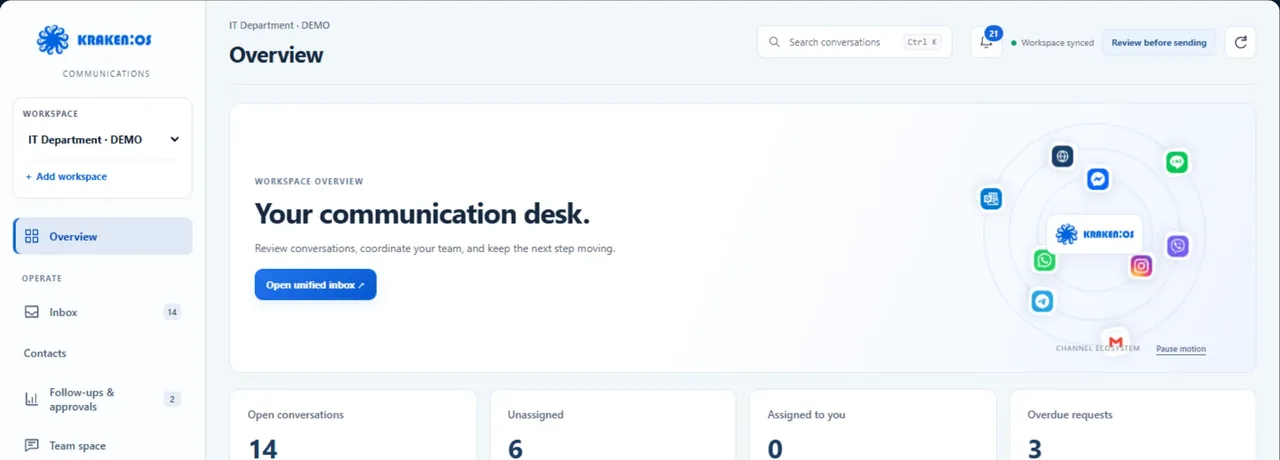 KRAKEN:OS
COMMUNICATIONS
WORKSPACE
IT Department · DEMO
+ Add workspace
Overview
OPERATE
Inbox 14
Contacts
Follow-ups &
approvals 2
Team space
IT Department · DEMO
Overview
Search conversations Ctrl K
21
Workspace synced
Review before sending
WORKSPACE OVERVIEW
Your communication desk.
Review conversations, coordinate your team, and keep the next step moving.
Open unified inbox ↗
KRAKEN:OS
LINE
CHANNEL ECOSYSTEM
Pause motion
Open conversations
14
Unassigned
6
Assigned to you
0
Overdue requests
3